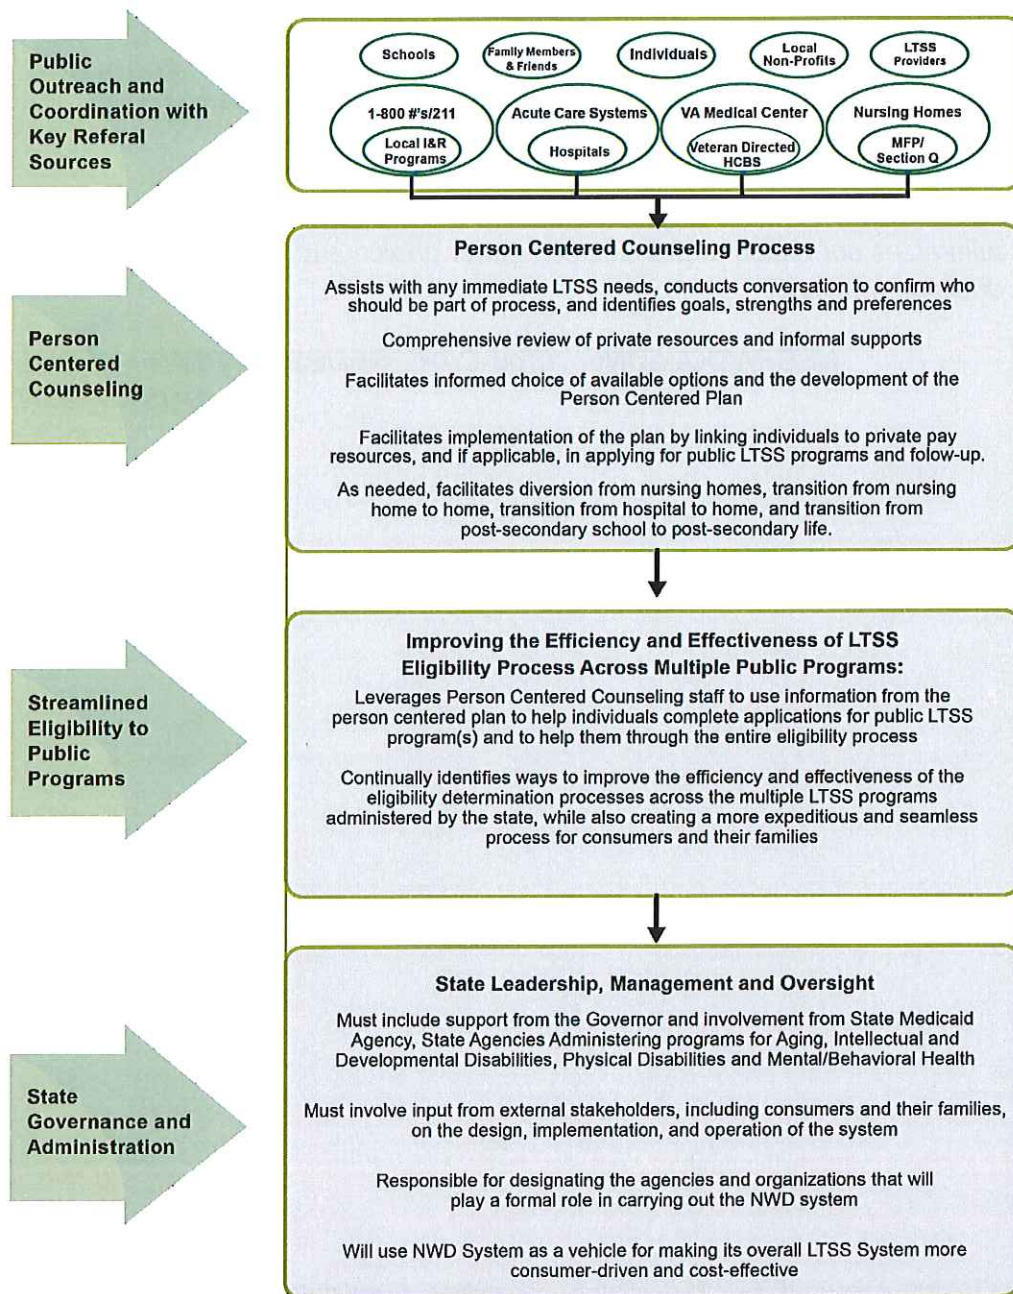 Public
Outreach and
Coordination with
Key Referal
Sources
Schools
Family Members
& Friends
Individuals
Local
Non-Profits
LTSS
Providers
1-800 #'s/211
Local I&R
Programs
Acute Care Systems
Hospitals
VA Medical Center
Veteran Directed
HCBS
Nursing Homes
MFP/
Section Q
Person
Centered
Counseling
Person Centered Counseling Process
Assists with any immediate LTSS needs, conducts conversation to confirm who
should be part of process, and identifies goals, strengths and preferences
Comprehensive review of private resources and informal supports
Facilitates informed choice of available options and the development of the
Person Centered Plan
Facilitates implementation of the plan by linking individuals to private pay
resources, and if applicable, in applying for public LTSS programs and folow-up.
As needed, facilitates diversion from nursing homes, transition from nursing
home to home, transition from hospital to home, and transition from
post-secondary school to post-secondary life.
Streamlined
Eligibility to
Public
Programs
Improving the Efficiency and Effectiveness of LTSS
Eligibility Process Across Multiple Public Programs:
Leverages Person Centered Counseling staff to use information from the
person centered plan to help individuals complete applications for public LTSS
program(s) and to help them through the entire eligibility process
Continually identifies ways to improve the efficiency and effectiveness of the
eligibility determination processes across the multiple LTSS programs
administered by the state, while also creating a more expeditious and seamless
process for consumers and their families
State
Governance and
Administration
State Leadership, Management and Oversight
Must include support from the Governor and involvement from State Medicaid
Agency, State Agencies Administering programs for Aging, Intellectual and
Developmental Disabilities, Physical Disabilities and Mental/Behavioral Health
Must involve input from external stakeholders, including consumers and their families,
on the design, implementation, and operation of the system
Responsible for designating the agencies and organizations that will
play a formal role in carrying out the NWD system
Will use NWD System as a vehicle for making its overall LTSS System more
consumer-driven and cost-effective